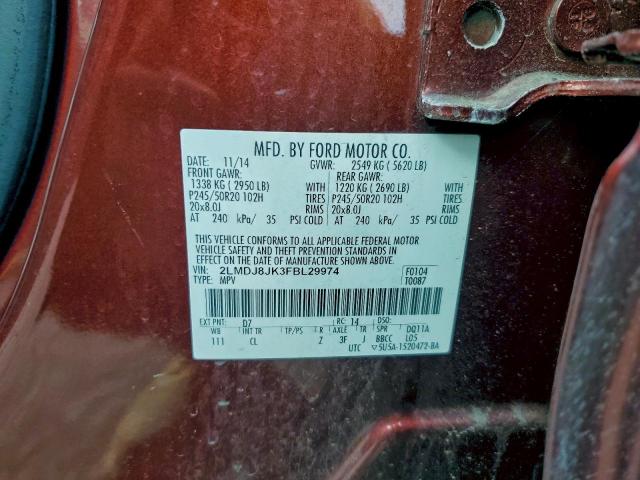 MFD. BY FORD MOTOR CO.
DATE: 11/14 GVWR: 2549 KG ( 5620 LB)
FRONT GAWR: REAR GAWR:
1338 KG ( 2950 LB) WITH 1220 KG ( 2690 LB) WITH
P245/50R20 102H TIRES P245/50R20 102H TIRES
20x8.0J RIMS 20x8.0J RIMS
AT 240 kPa/ 35 PSI COLD AT 240 kPa/ 35 PSI COLD
THIS VEHICLE CONFORMS TO ALL APPLICABLE FEDERAL MOTOR
VEHICLE SAFETY AND THEFT PREVENTION STANDARDS IN
EFFECT ON THE DATE OF MANUFACTURE SHOWN ABOVE.
VIN: 2LMDJ8JK3FBL29974 F0104
TYPE: MPV T0087
EXT PNT: D7 RC: 14 DSO:
WB INT TR TP/PS R AXLE TR SPR DQ11A
111 CL Z 3F J BBCC L05
UTC ▽5U5A-1520472-BA